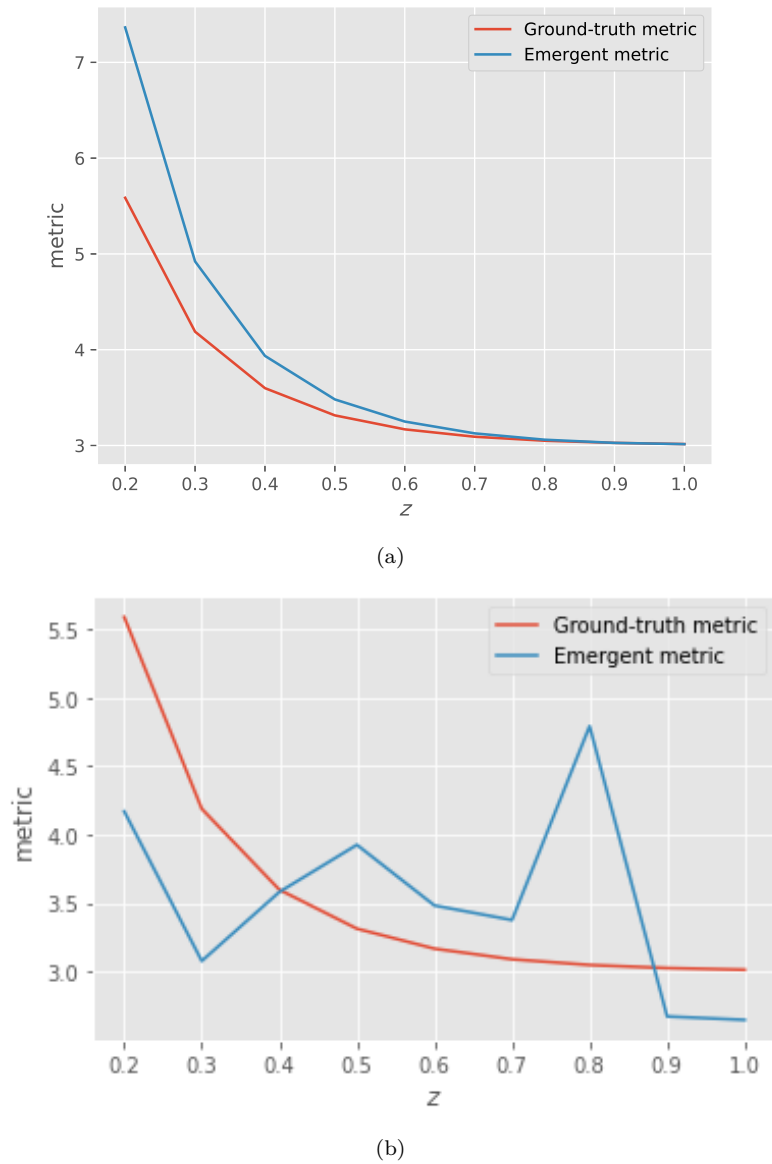 Ground-truth metric
Emergent metric
7
6
5
4
3
metric
0.2 0.3 0.4 0.5 0.6 0.7 0.8 0.9 1.0
z
(a)
Ground-truth metric
Emergent metric
5.5
5.0
4.5
4.0
3.5
3.0
metric
0.2 0.3 0.4 0.5 0.6 0.7 0.8 0.9 1.0
z
(b)